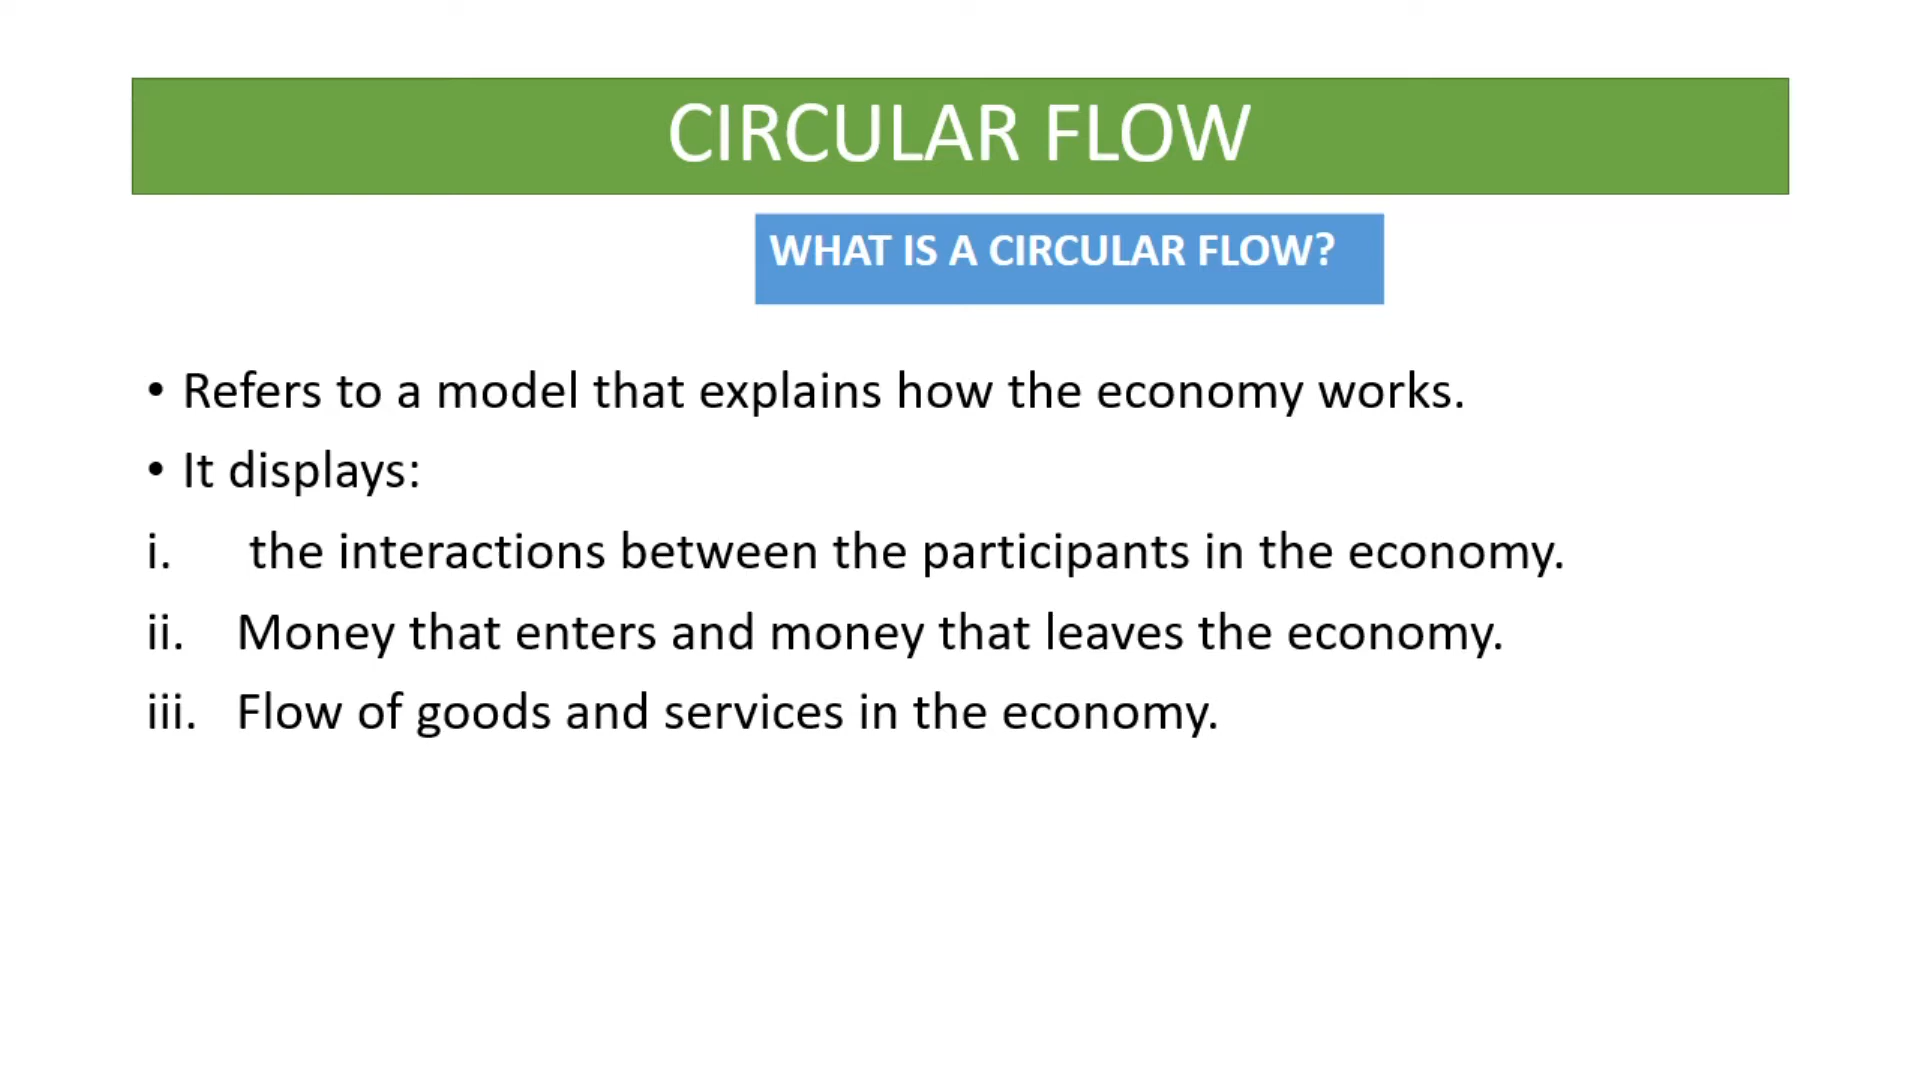 CIRCULAR FLOW
WHAT IS A CIRCULAR FLOW?
• Refers to a model that explains how the economy works.
• It displays:
i. the interactions between the participants in the economy.
ii. Money that enters and money that leaves the economy.
iii. Flow of goods and services in the economy.